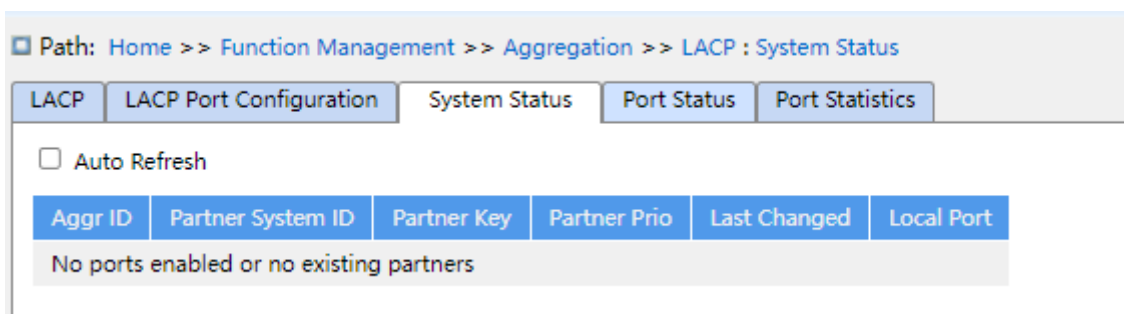 Path: Home >> Function Management >> Aggregation >> LACP : System Status
LACP LACP Port Configuration System Status Port Status Port Statistics
Auto Refresh
Aggr ID Partner System ID Partner Key Partner Prio Last Changed Local Port
No ports enabled or no existing partners